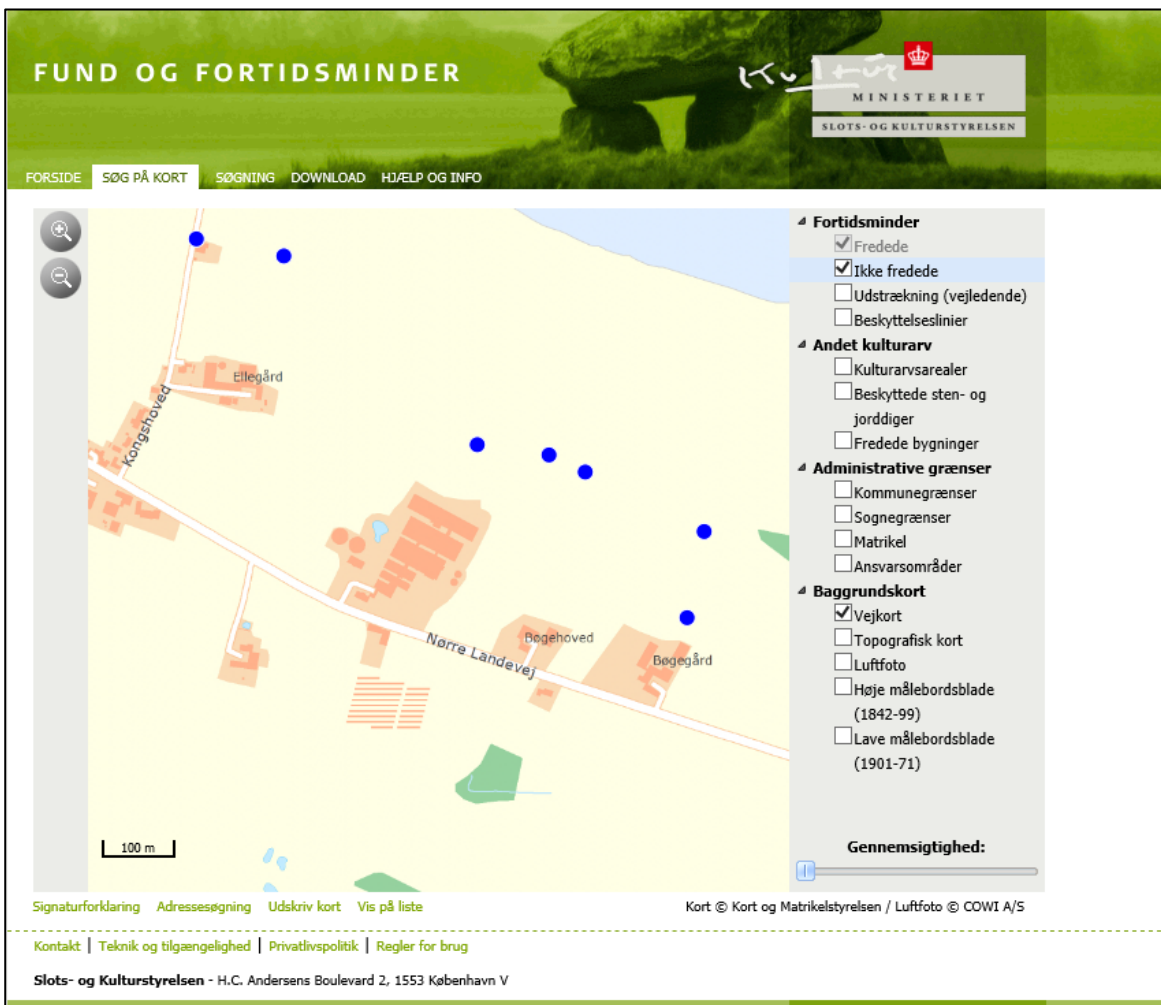 FUND OG FORTIDSMINDER
Kultur
MINISTERIET
SLOTS- OG KULTURSTYRELSEN
FORSIDE SØG PÅ KORT SØGNING DOWNLOAD HJÆLP OG INFO
Ellegård
Kongshoved
Nørre Landevej
Bøgehoved
Bøgegård
100 m
Fortidsminder
Fredede
Ikke fredede
Udstrækning (vejledende)
Beskyttelseslinier
Andet kulturarv
Kulturarvsarealer
Beskyttede sten- og
jorddiger
Fredede bygninger
Administrative grænser
Kommunegrænser
Sognegrænser
Matrikel
Ansvarsområder
Baggrundskort
Vejkort
Topografisk kort
Luftfoto
Høje målebordsblade
(1842-99)
Lave målebordsblade
(1901-71)
Gennemsigtighed:
Signaturforklaring Adressesøgning Udskriv kort Vis på liste
Kort © Kort og Matrikelstyrelsen / Luftfoto © COWI A/S
Kontakt | Teknik og tilgængelighed | Privatlivspolitik | Regler for brug
Slots- og Kulturstyrelsen - H.C. Andersens Boulevard 2, 1553 København V